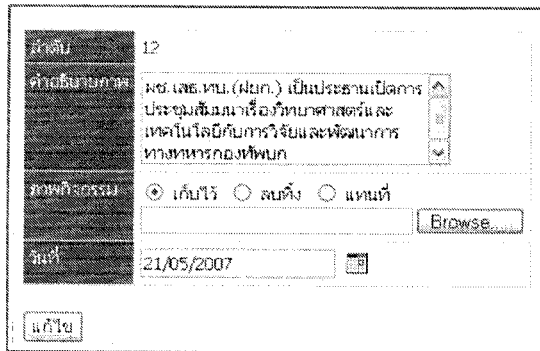 ลำดับ 12
คำอธิบายภาพ ผช.เสธ.ทบ.(ฝยก.) เป็นประธานเปิดการ
ประชุมสัมมนาเรื่องวิทยาศาสตร์และ
เทคโนโลยีกับการวิจัยและพัฒนาการ
ทางทหารกองทัพบก
ภาพกิจกรรม เก็บไว้ ลบทิ้ง แทนที่
Browse...
วันที่ 21/05/2007
แก้ไข